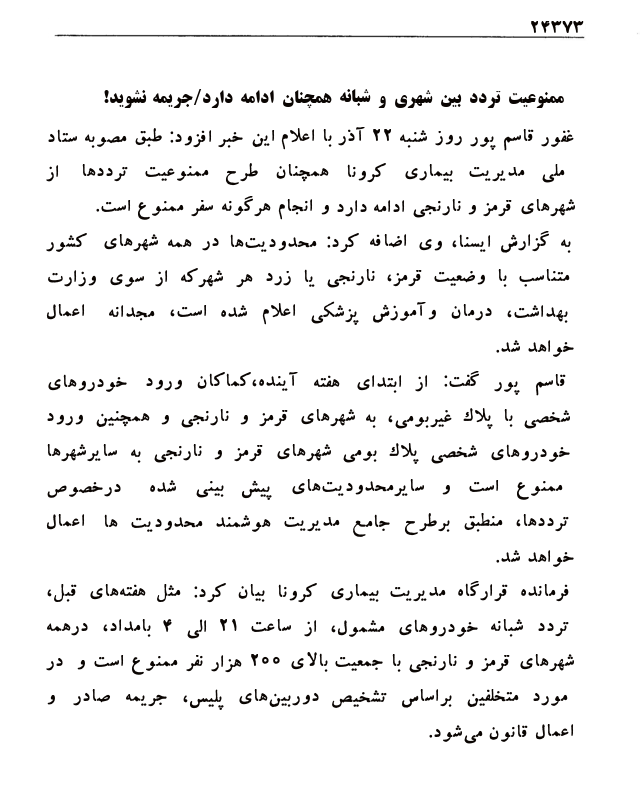 ۲۴۳۷۳
ممنوعیت تردد بین شهری و شبانه همچنان ادامه دارد/جریمه نشوید!
غفور قاسم پور روز شنبه ۲۲ آذر با اعلام این خبر افزود: طبق مصوبه ستاد
ملی مدیریت بیماری کرونا همچنان طرح ممنوعیت ترددها از
شهرهای قرمز و نارنجی ادامه دارد و انجام هرگونه سفر ممنوع است.
به گزارش ایسنا، وی اضافه کرد: محدودیت‌ها در همه شهرهای کشور
متناسب با وضعیت قرمز، نارنجی یا زرد هر شهرکه از سوی وزارت
بهداشت، درمان وآموزش پزشکی اعلام شده است، مجدانه اعمال
خواهد شد.
قاسم پور گفت: از ابتدای هفته آینده،کماکان ورود خودروهای
شخصی با پلاك غیربومی، به شهرهای قرمز و نارنجی و همچنین ورود
خودروهای شخصی پلاك بومی شهرهای قرمز و نارنجی به سایرشهرها
ممنوع است و سایرمحدودیت‌های پیش بینی شده درخصوص
ترددها، منطبق برطرح جامع مدیریت هوشمند محدودیت ها اعمال
خواهد شد.
فرمانده قرارگاه مدیریت بیماری کرونا بیان کرد: مثل هفته‌های قبل،
تردد شبانه خودروهای مشمول، از ساعت ۲۱ الی ۴ بامداد، درهمه
شهرهای قرمز و نارنجی با جمعیت بالای ۲۰۰ هزار نفر ممنوع است و در
مورد متخلفین براساس تشخیص دوربین‌های پلیس، جریمه صادر و
اعمال قانون می‌شود.